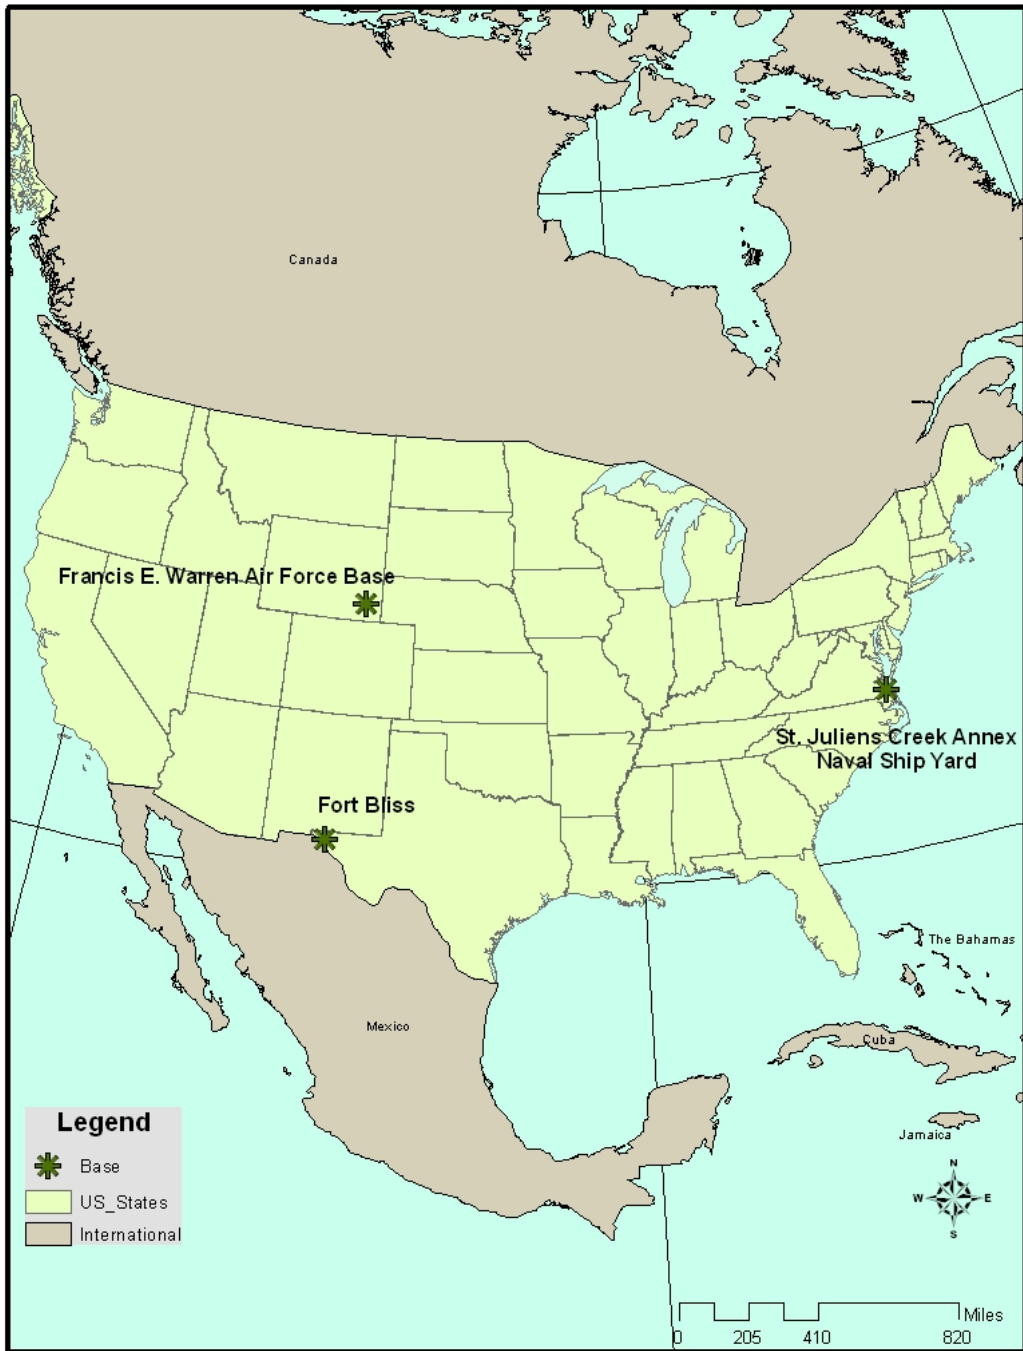 Canada
Francis E. Warren Air Force Base
St. Juliens Creek Annex
Naval Ship Yard
Fort Bliss
The Bahamas
Mexico
Cuba
Jamaica
Legend
Base
US_States
International
N
W E
S
Miles
0 205 410 820